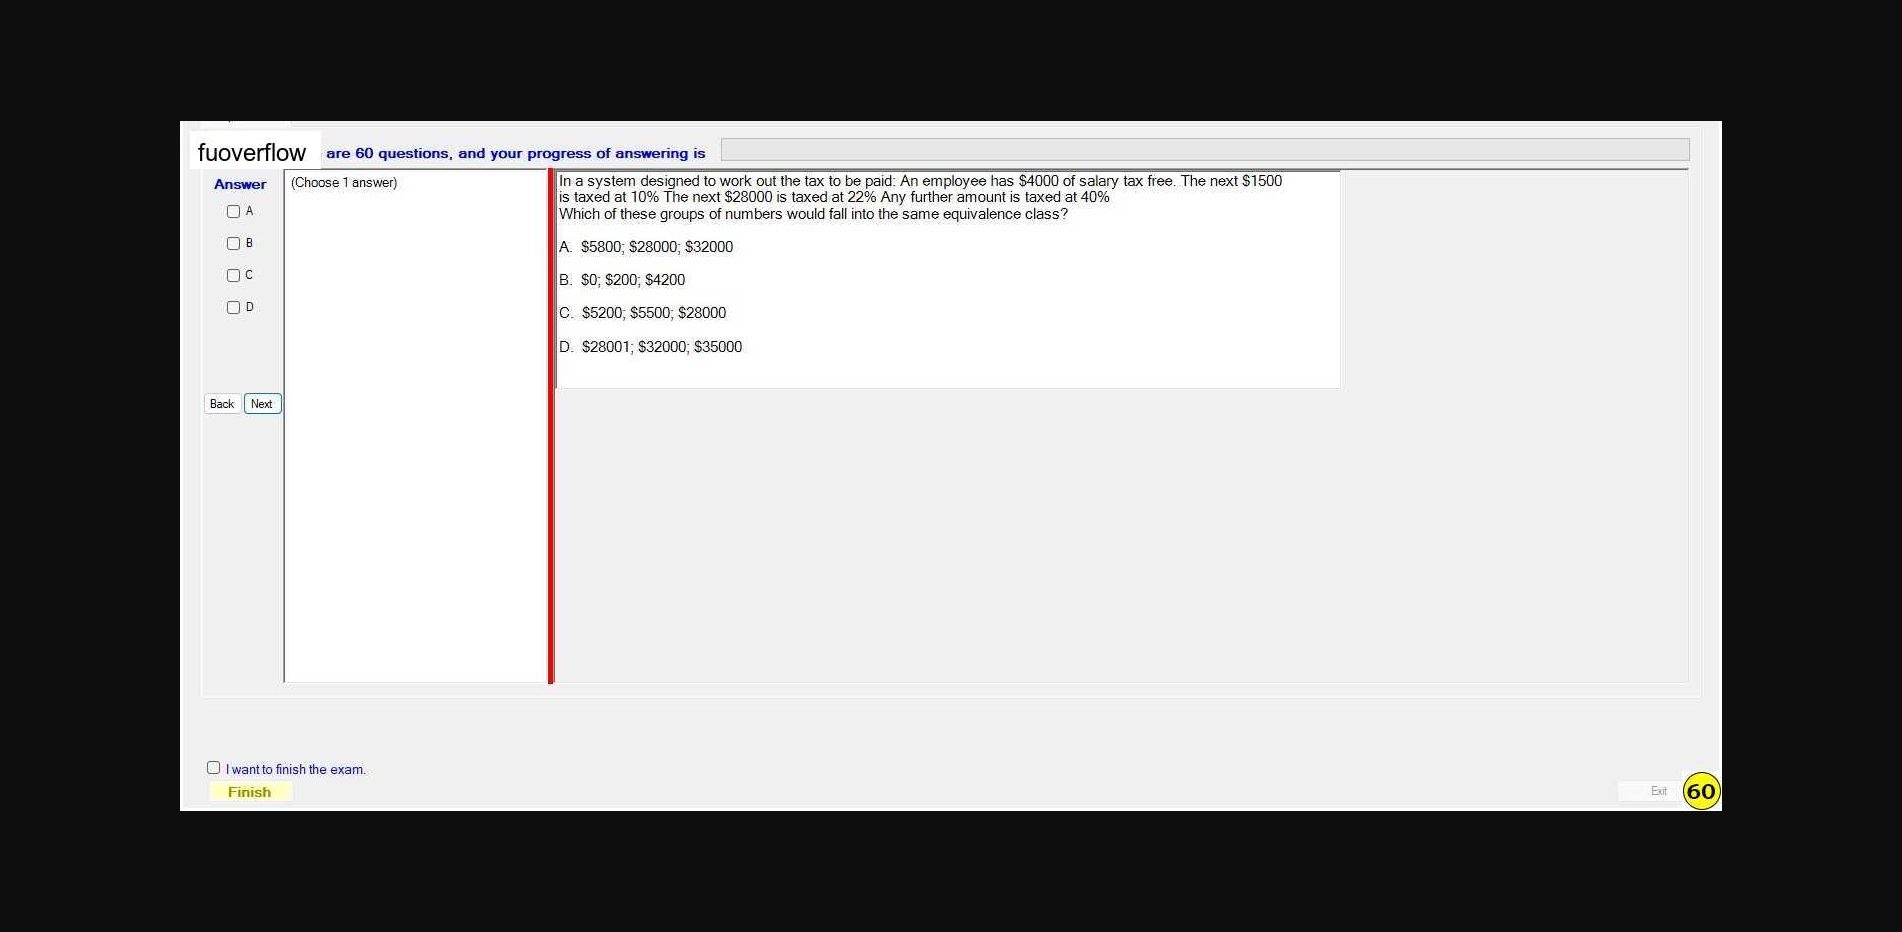 fuoverflow are 60 questions, and your progress of answering is
Answer
A
B
C
D
Back Next
(Choose 1 answer)
In a system designed to work out the tax to be paid: An employee has $4000 of salary tax free. The next $1500
is taxed at 10% The next $28000 is taxed at 22% Any further amount is taxed at 40%
Which of these groups of numbers would fall into the same equivalence class?
A. $5800; $28000; $32000
B. $0; $200; $4200
C. $5200; $5500; $28000
D. $28001; $32000; $35000
I want to finish the exam.
Finish
Exit
60